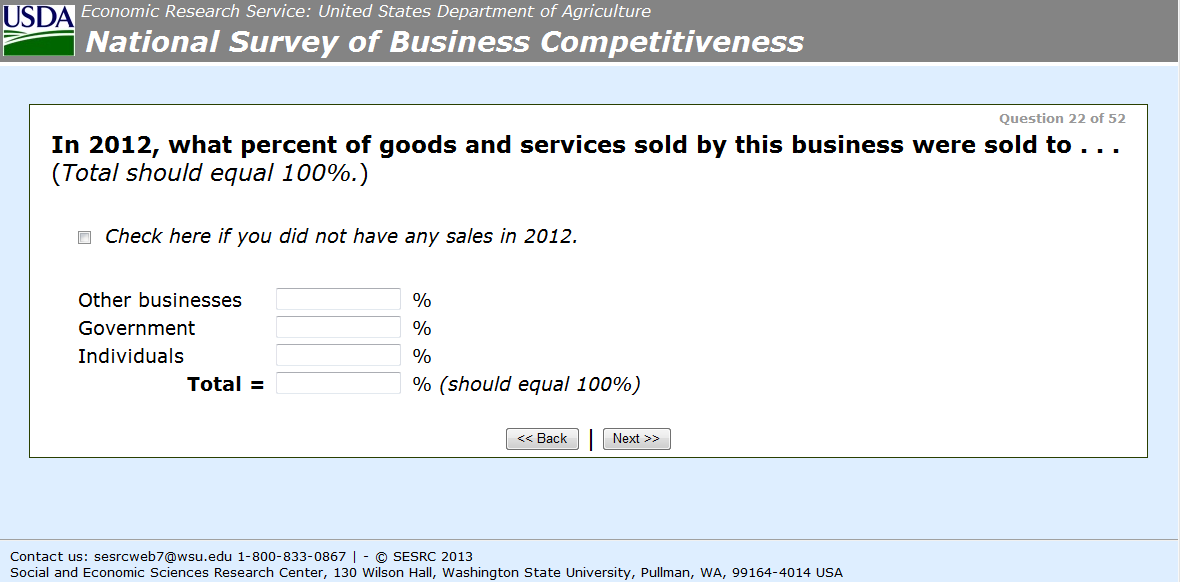 USDA
Economic Research Service: United States Department of Agriculture
National Survey of Business Competitiveness
Question 22 of 52
In 2012, what percent of goods and services sold by this business were sold to . . .
(Total should equal 100%.)
Check here if you did not have any sales in 2012.
Other businesses %
Government %
Individuals %
Total = % (should equal 100%)
<< Back | Next >>
Contact us: sesrcweb7@wsu.edu 1-800-833-0867 | - © SESRC 2013
Social and Economic Sciences Research Center, 130 Wilson Hall, Washington State University, Pullman, WA, 99164-4014 USA